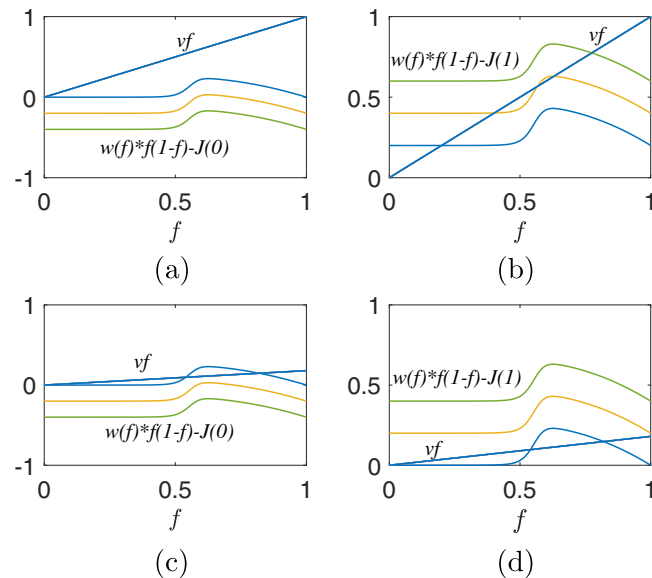 1
vf
0
w(f)*f(1-f)-J(0)
-1
0 0.5 1
f
(a)
1
vf
w(f)*f(1-f)-J(1)
0.5
0
0 0.5 1
f
(b)
1
vf
0
w(f)*f(1-f)-J(0)
-1
0 0.5 1
f
(c)
1
w(f)*f(1-f)-J(1)
0.5
vf
0
0 0.5 1
f
(d)